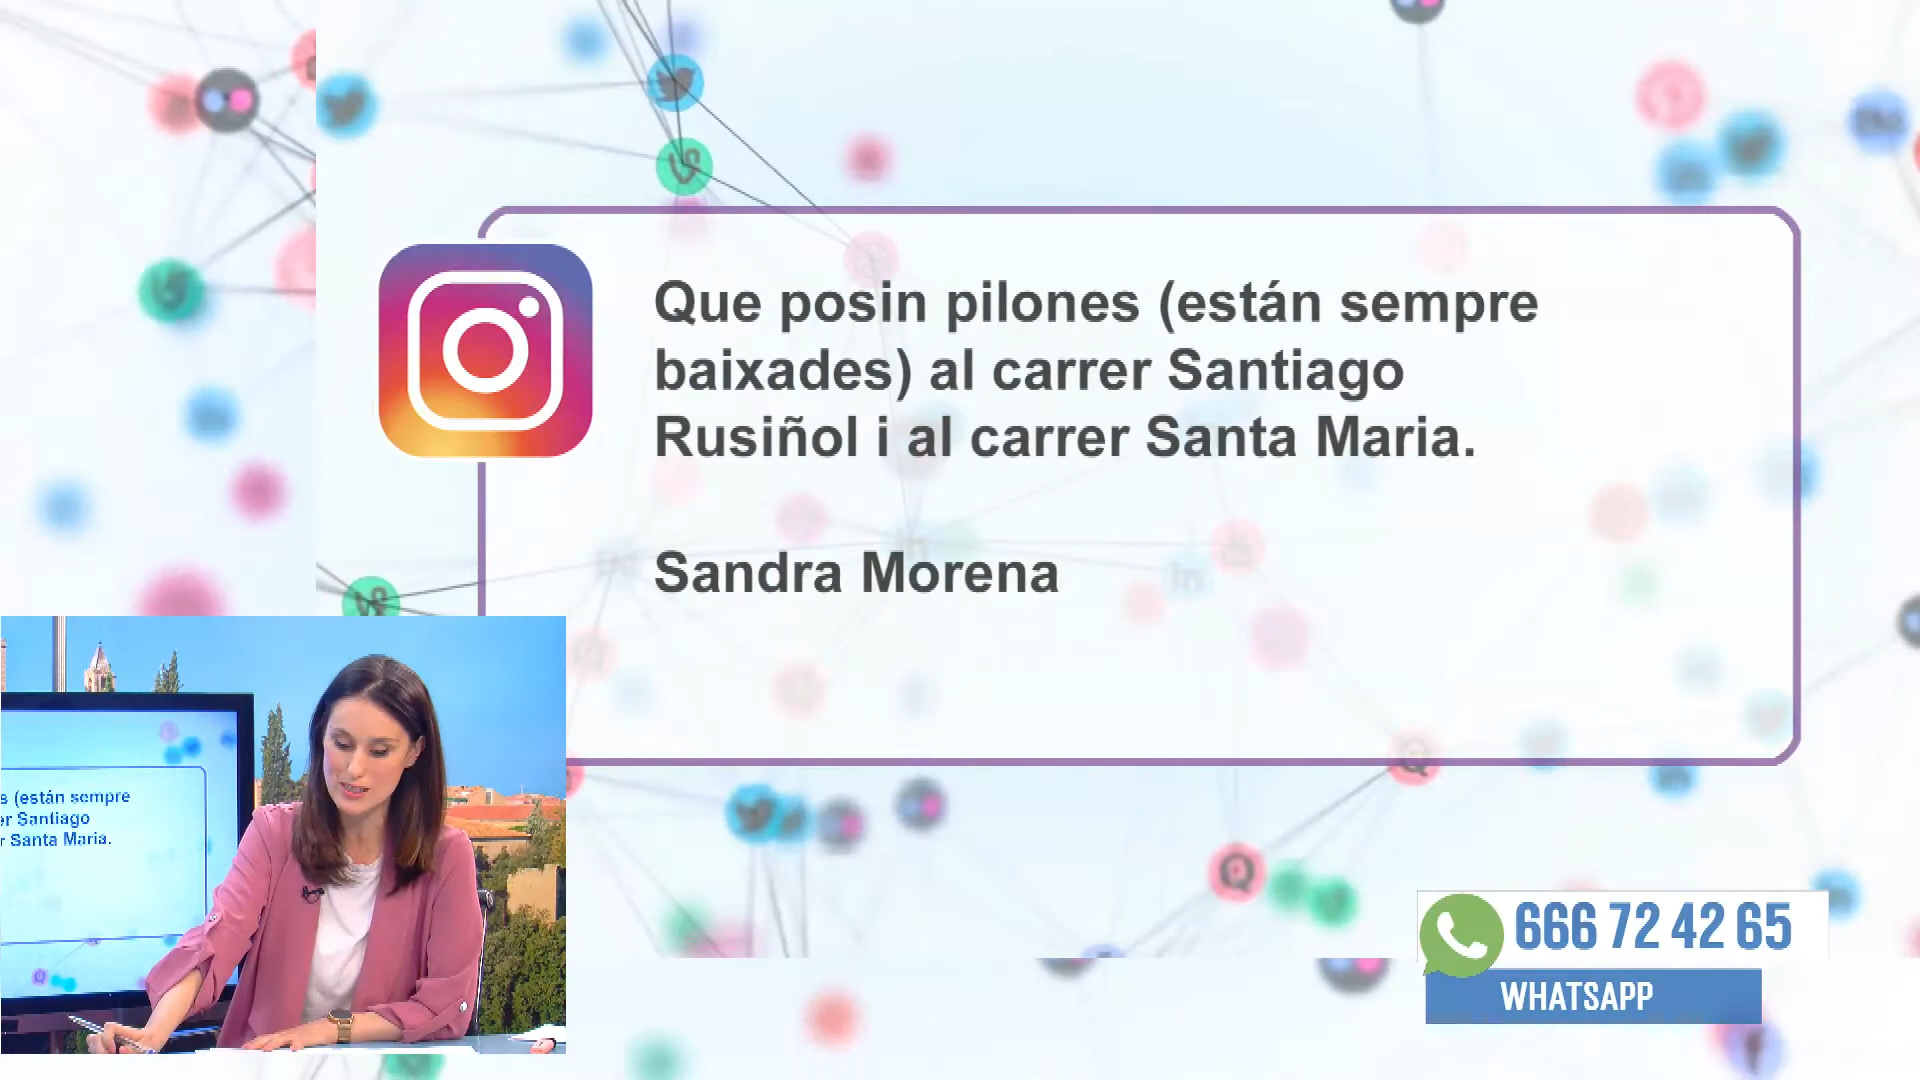 Que posin pilones (están sempre
baixades) al carrer Santiago
Rusiñol i al carrer Santa Maria.
Sandra Morena
s (están sempre
er Santiago
r Santa Maria.
666 72 42 65
WHATSAPP